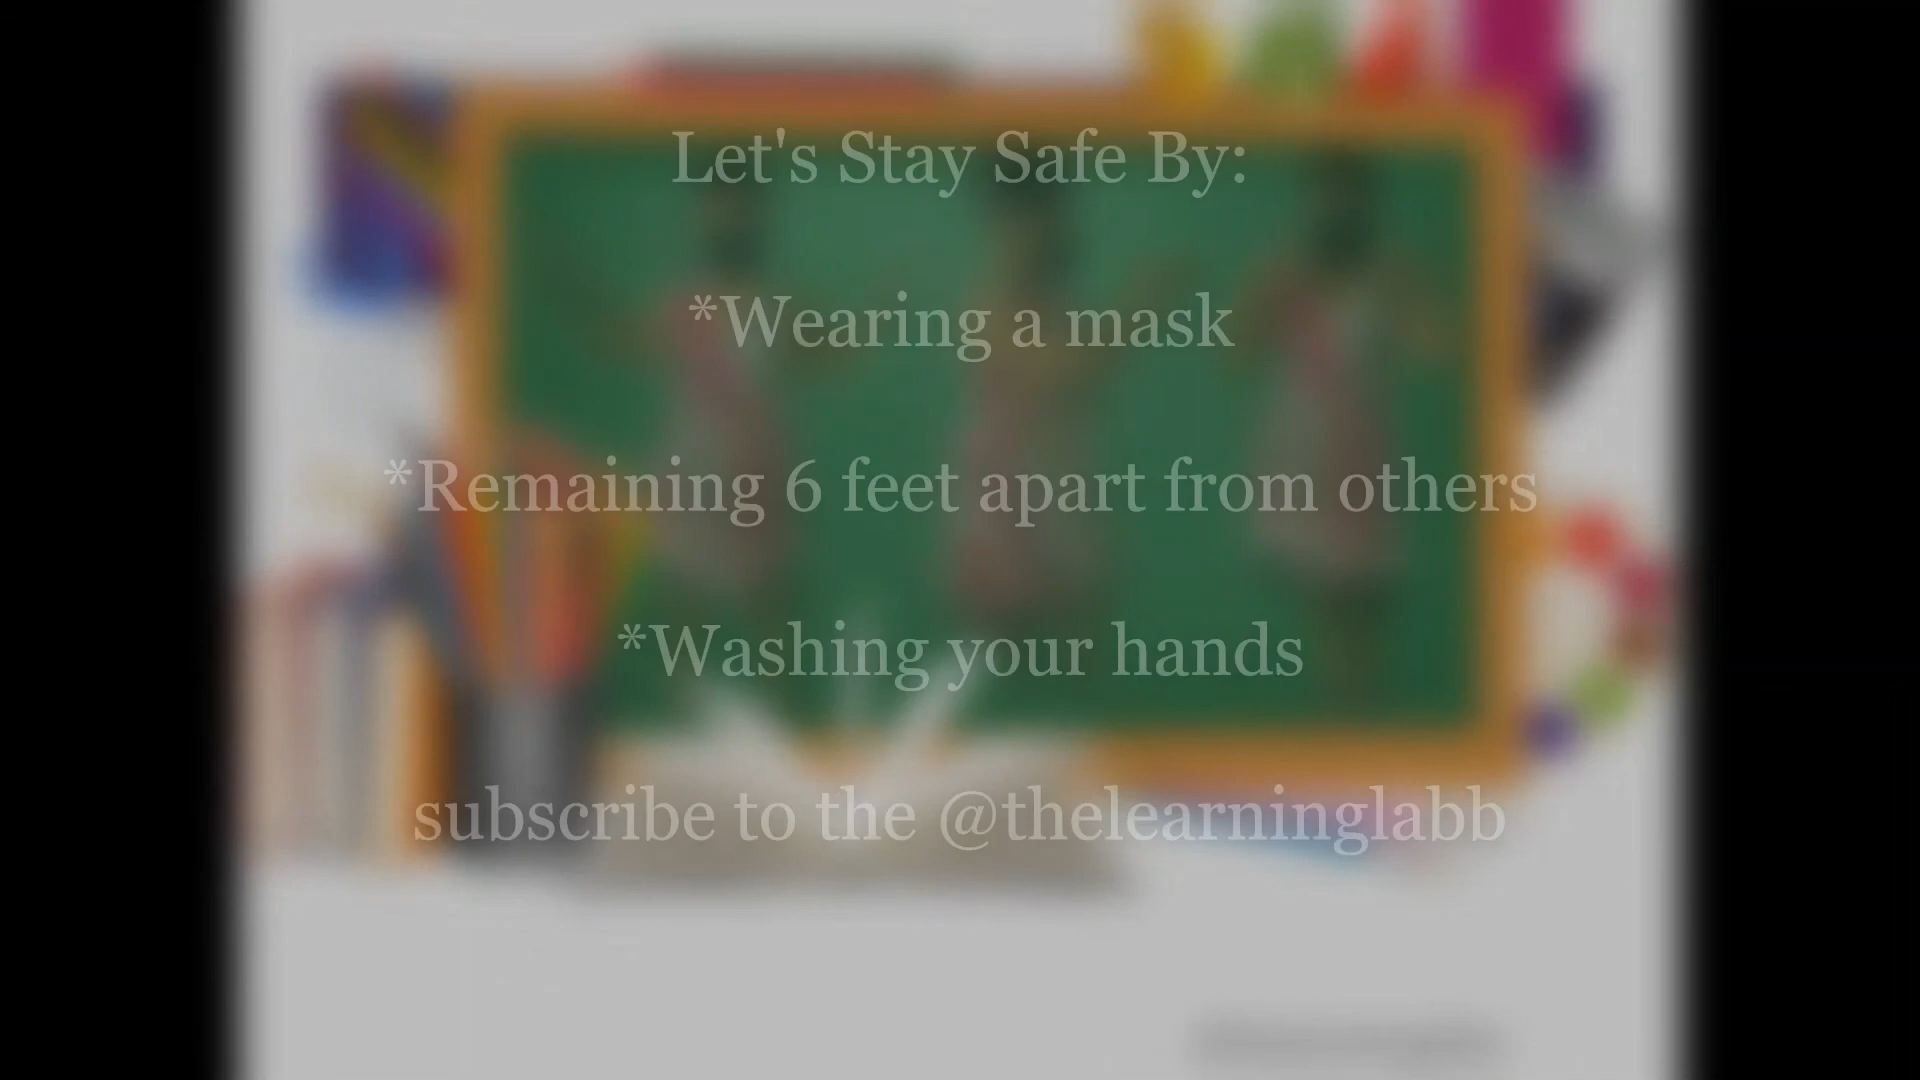 Let's Stay Safe By:
*Wearing a mask
*Remaining 6 feet apart from others
*Washing your hands
subscribe to the @thelearninglabb